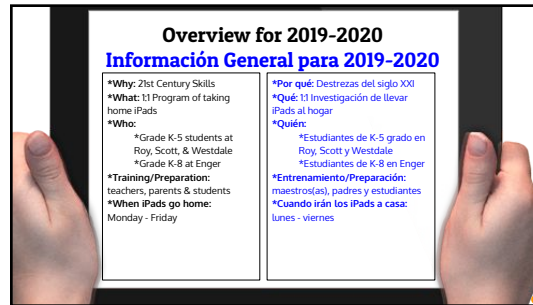 Overview for 2019-2020
Información General para 2019-2020
*Why: 21st Century Skills
*What: 1:1 Program of taking
home iPads
*Who:
*Grade K-5 students at
Roy, Scott, & Westdale
*Grade K-8 at Enger
*Training/Preparation:
teachers, parents & students
*When iPads go home:
Monday - Friday
*Por qué: Destrezas del siglo XXI
*Qué: 1:1 Investigación de llevar
iPads al hogar
*Quién:
*Estudiantes de K-5 grado en
Roy, Scott y Westdale
*Estudiantes de K-8 en Enger
*Entrenamiento/Preparación:
maestros(as), padres y estudiantes
*Cuando irán los iPads a casa:
lunes - viernes